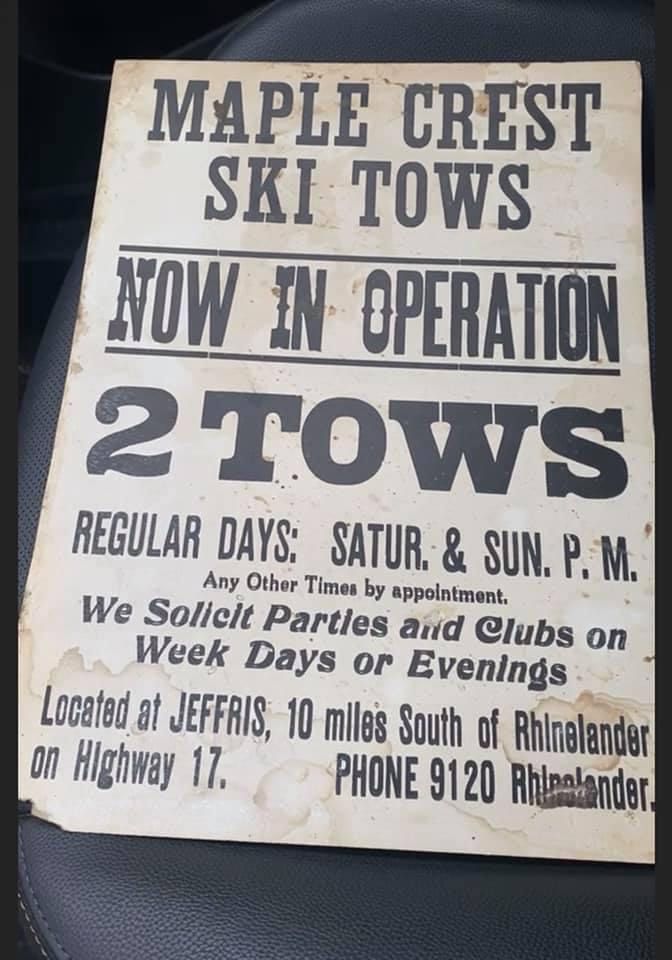 MAPLE CREST
SKI TOWS
NOW IN OPERATION
2 TOWS
REGULAR DAYS: SATUR. & SUN. P. M.
Any Other Times by appointment.
We Solicit Parties and Clubs on
Week Days or Evenings
Located at JEFFRIS, 10 miles South of Rhinelander
on Highway 17. PHONE 9120 Rhinelander.